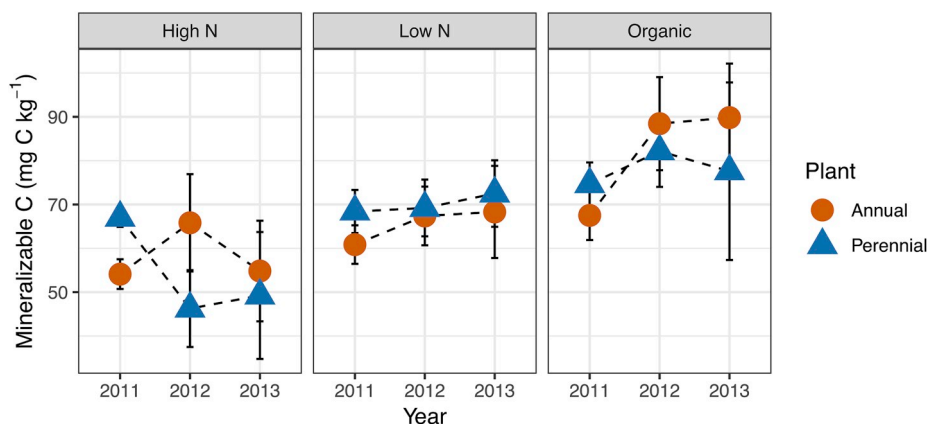 High N
Low N
Organic
Mineralizable C (mg C kg⁻¹)
90
70
50
2011 2012 2013
2011 2012 2013
2011 2012 2013
Year
Plant
Annual
Perennial